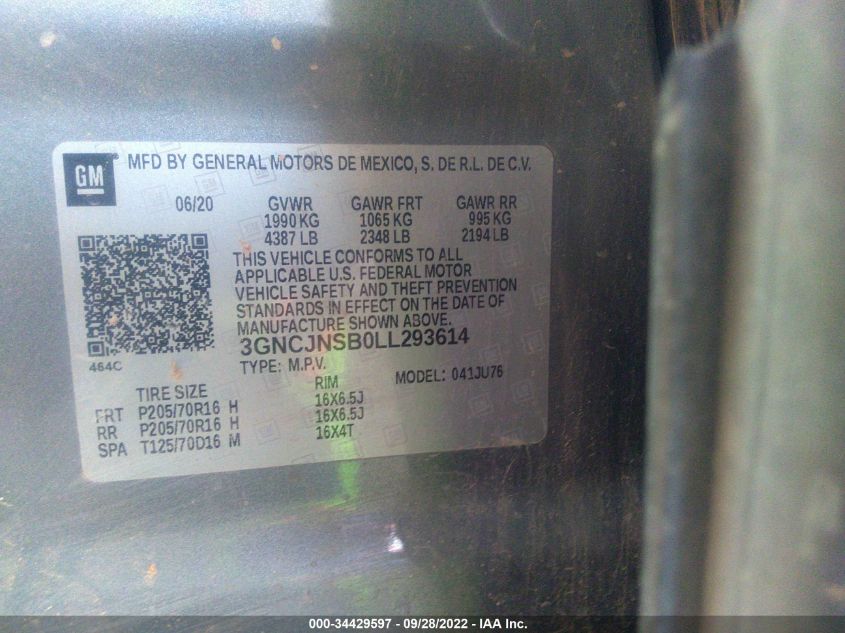 GM
MFD BY GENERAL MOTORS DE MEXICO, S. DE R.L. DE C.V.
06/20 GVWR GAWR FRT GAWR RR
1990 KG 1065 KG 995 KG
4387 LB 2348 LB 2194 LB
THIS VEHICLE CONFORMS TO ALL
APPLICABLE U.S. FEDERAL MOTOR
VEHICLE SAFETY AND THEFT PREVENTION
STANDARDS IN EFFECT ON THE DATE OF
MANUFACTURE SHOWN ABOVE.
3GNCJNSB0LL293614
464C
TYPE: M.P.V. MODEL: 041JU76
TIRE SIZE RIM
FRT P205/70R16 H 16X6.5J
RR P205/70R16 H 16X6.5J
SPA T125/70D16 M 16X4T
000-34429597 - 09/28/2022 - IAA Inc.